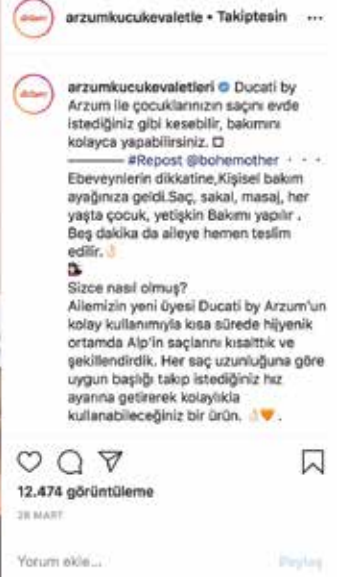 arzumkucukevaletle • Takiptesin ...
arzumkucukevaletleri Ducati by
Arzum ile çocuklarınızın saçını evde
istediğiniz gibi kesebilir, bakımını
kolayca yapabilirsiniz.
#Repost @bohemother
Ebeveynlerin dikkatine,Kişisel bakım
ayağınıza geldi.Saç, sakal, masaj, her
yaşta çocuk, yetişkin Bakımı yapılır .
Beş dakika da aileye hemen teslim
edilir.
Sizce nasıl olmuş?
Ailemizin yeni üyesi Ducati by Arzum'un
kolay kullanımıyla kısa sürede hijyenik
ortamda Alp'in saçlarını kısalttık ve
şekillendirdik. Her saç uzunluğuna göre
uygun başlığı takıp istediğiniz hız
ayarına getirerek kolaylıkla
kullanabileceğiniz bir ürün. .
12.474 görüntüleme
28 MART
Yorum ekle...
Paylaş